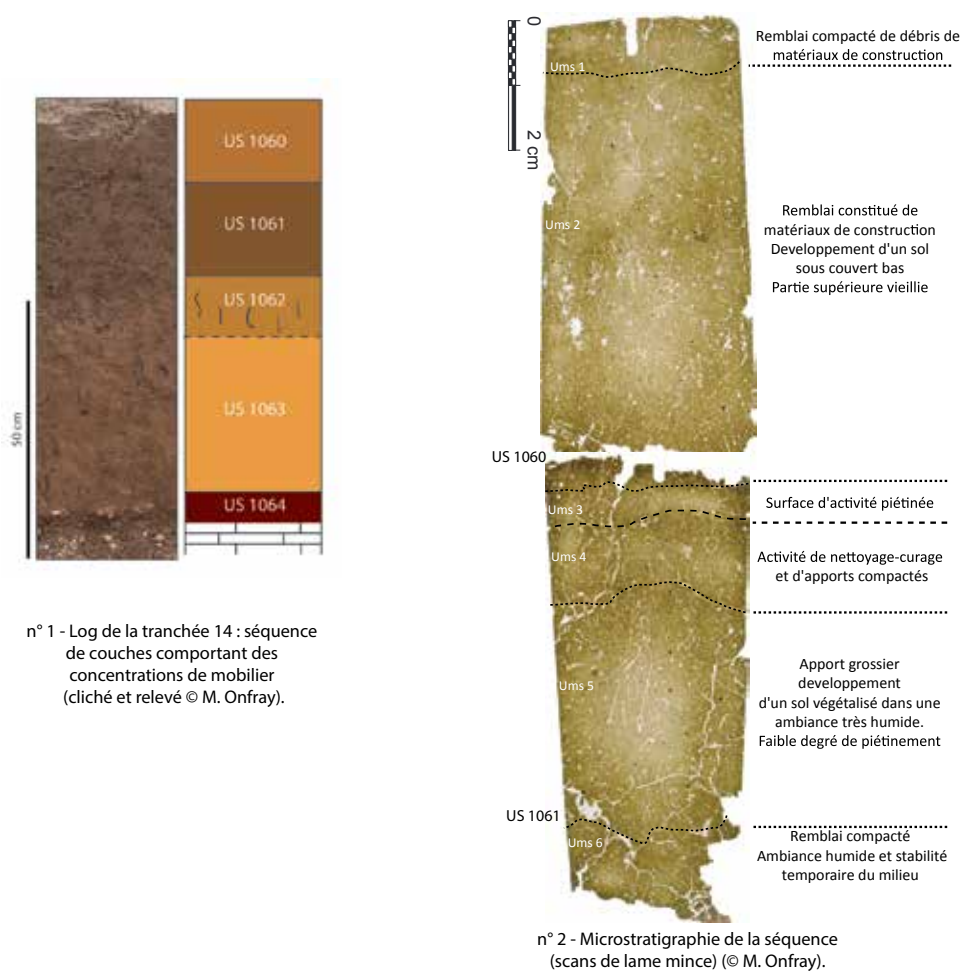 US 1060
US 1061
US 1062
US 1063
US 1064
50 cm
n° 1 - Log de la tranchée 14 : séquence
de couches comportant des
concentrations de mobilier
(cliché et relevé © M. Onfray).
0
2 cm
Ums 1
Ums 2
US 1060
Ums 3
Ums 4
Ums 5
US 1061
Ums 6
Remblai compacté de débris de
matériaux de construction
Remblai constitué de
matériaux de construction
Developpement d'un sol
sous couvert bas
Partie supérieure vieillie
Surface d'activité piétinée
Activité de nettoyage-curage
et d'apports compactés
Apport grossier
developpement
d'un sol végétalisé dans une
ambiance très humide.
Faible degré de piétinement
Remblai compacté
Ambiance humide et stabilité
temporaire du milieu
n° 2 - Microstratigraphie de la séquence
(scans de lame mince) (© M. Onfray).